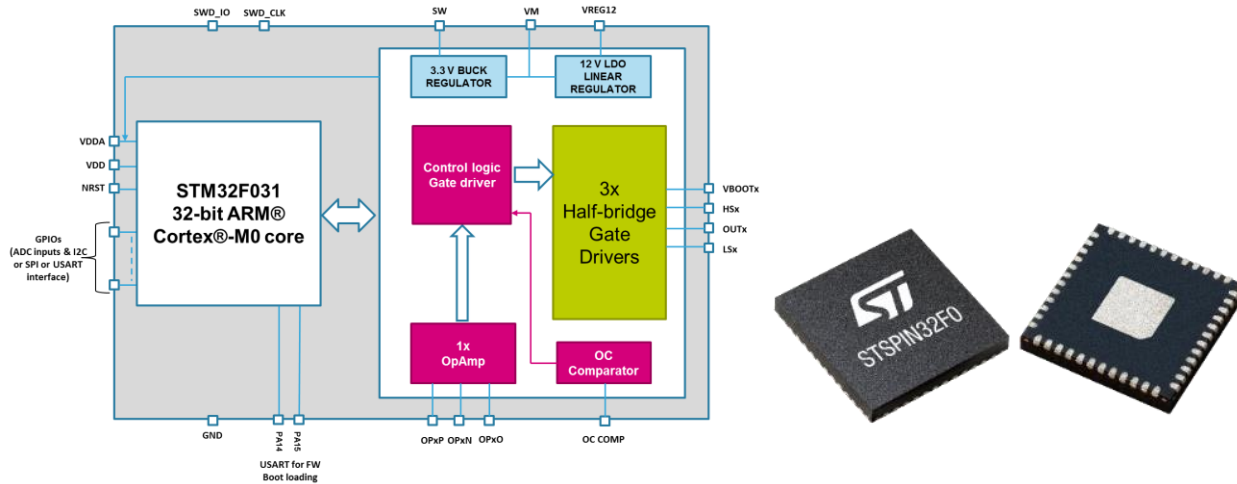 SWD_IO
SWD_CLK
SW
VM
VREG12
3.3 V BUCK
REGULATOR
12 V LDO
LINEAR
REGULATOR
VDDA
VDD
NRST
GPIOs
(ADC inputs & I2C
or SPI or USART
interface)
STM32F031
32-bit ARM®
Cortex®-M0 core
Control logic
Gate driver
3x
Half-bridge
Gate
Drivers
VBOOTx
HSx
OUTx
LSx
1x
OpAmp
OC
Comparator
GND
PA14
PA15
USART for FW
Boot loading
OPxP
OPxN
OPxO
OC COMP
ST
STSPIN32F0